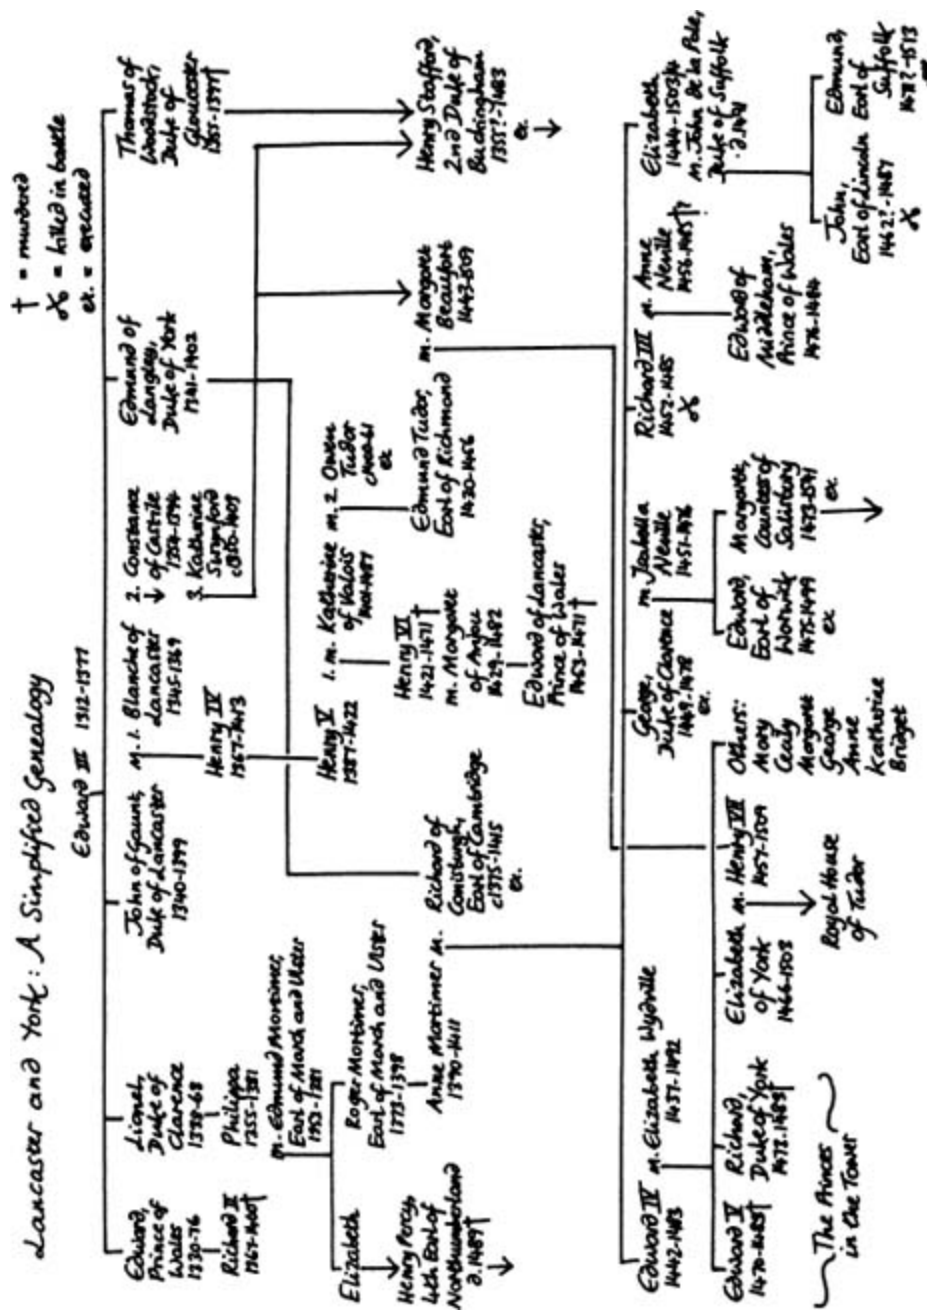 Lancaster and York: A Simplified Genealogy
† = murdered
= killed in battle
ex. = executed
Edward III 1312-1377
Edward,
Prince of
Wales
1330-76
Richard II
1367-1400†
Lionel,
Duke of
Clarence
1338-68
Philippa
1355-1381
m. Edmund Mortimer,
Earl of March and Ulster
1352-1381
Elizabeth
Henry Percy,
4th Earl of
Northumberland
d.1489†
Roger Mortimer,
Earl of March and Ulster
1373-1398
Anne Mortimer m.
1390-1411
John of Gaunt,
Duke of Lancaster
1340-1399
m. 1. Blanche of
Lancaster
1345-1369
2. Constance
of Castile
1354-1394
3. Katherine
Swynford
c1350-1403
Henry IV
1367-1413
Henry V
1387-1422
1. m. Katherine m. 2. Owen
of Valois
Tudor
ex
Henry VI
1421-1471†
m. Margaret
of Anjou
1429-1482
Edward of Lancaster,
Prince of Wales
1453-1471†
Edmund Tudor,
Earl of Richmond
1430-1456
m. Margaret
Beaufort
1443-1509
Edmund of
Langley,
Duke of York
1341-1402
Richard of
Conisburgh,
Earl of Cambridge
c1375-1415
ex.
Thomas of
Woodstock,
Duke of
Gloucester
1355-1397†
Henry Stafford,
2nd Duke of
Buckingham
1355?-1483
ex.
Edward IV m. Elizabeth Wydville
1442-1483
1437-1492
George,
Duke of Clarence
1449-1478
ex.
m. Isabella
Neville
1451-1476
Richard III m. Anne
1452-1485
Neville
1456-1485†?
Elizabeth
1444-1503/4
m. John De la Pole,
Duke of Suffolk
d.1491
Edward V
1470-1483†
Richard,
Duke of York
1473-1483†
The Princes
in the Tower
Elizabeth m. Henry VII
of York
1466-1503
1457-1509
Royal House
of Tudor
Others:
Mary
Cecily
Margaret
George
Anne
Katherine
Bridget
Edward,
Earl of
Warwick
1475-1499
ex
Margaret,
Countess of
Salisbury
1473-1541
ex
Edward of
Middleham,
Prince of Wales
1476-1484
John,
Earl of Lincoln
1462?-1487
Edmund,
Earl of
Suffolk
147?-1513